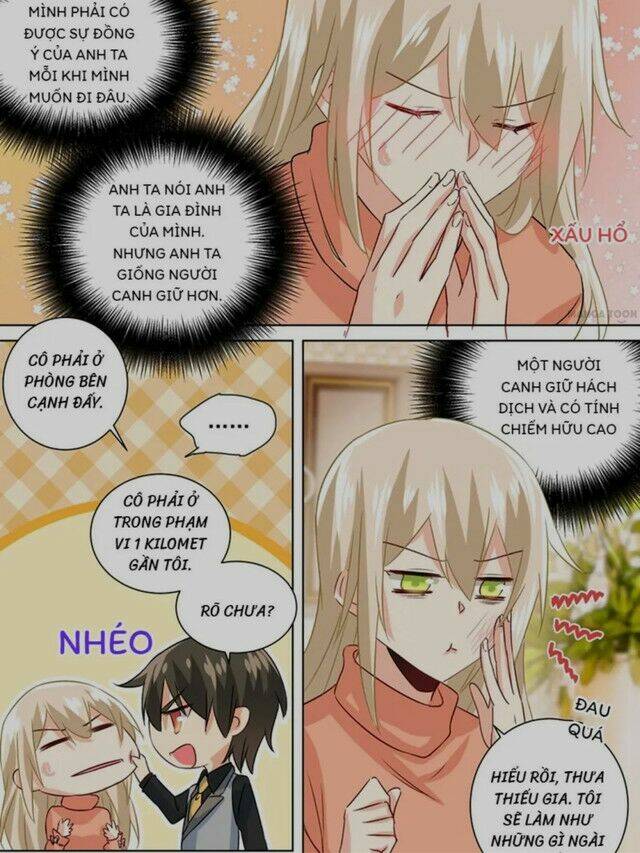 MÌNH PHẢI CÓ
ĐƯỢC SỰ ĐỒNG
Ý CỦA ANH TA
MỖI KHI MÌNH
MUỐN ĐI ĐÂU.
ANH TA NÓI ANH
TA LÀ GIA ĐÌNH
CỦA MÌNH.
NHƯNG ANH TA
GIỐNG NGƯỜI
CANH GIỮ HƠN.
XẤU HỔ
MANGATOON
CÔ PHẢI Ở
PHÒNG BÊN
CẠNH ĐẤY.
......
CÔ PHẢI Ở
TRONG PHẠM
VI 1 KILOMET
GẦN TÔI.
RÕ CHƯA?
NHÉO
MỘT NGƯỜI
CANH GIỮ HÁCH
DỊCH VÀ CÓ TÍNH
CHIẾM HỮU CAO
ĐAU
QUÁ
HIỂU RỒI, THƯA
THIẾU GIA. TÔI
SẼ LÀM NHƯ
NHỮNG GÌ NGÀI